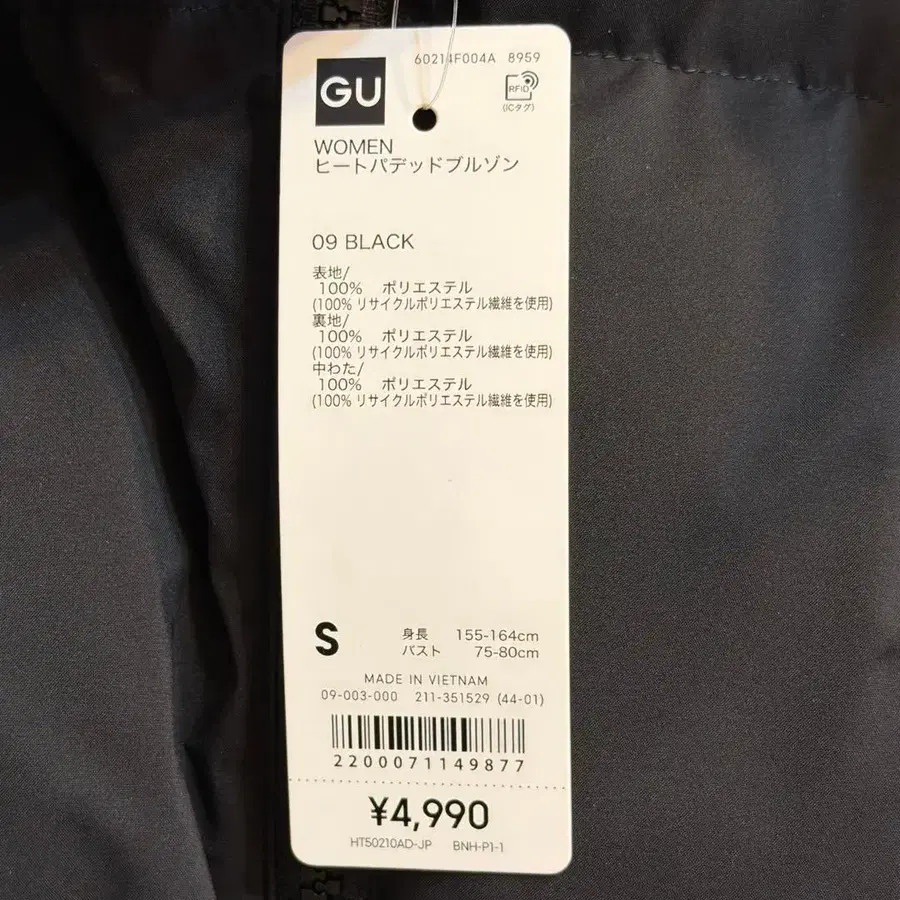 60214F004A 8959
GU
RFID
(ICタグ)
WOMEN
ヒートパデッドブルゾン
09 BLACK
表地/
100% ポリエステル
(100% リサイクルポリエステル繊維を使用)
裏地/
100% ポリエステル
(100% リサイクルポリエステル繊維を使用)
中わた/
100% ポリエステル
(100% リサイクルポリエステル繊維を使用)
S 身長 155-164cm
バスト 75-80cm
MADE IN VIETNAM
09-003-000 211-351529 (44-01)
2200071149877
¥4,990
HT50210AD-JP BNH-P1-1